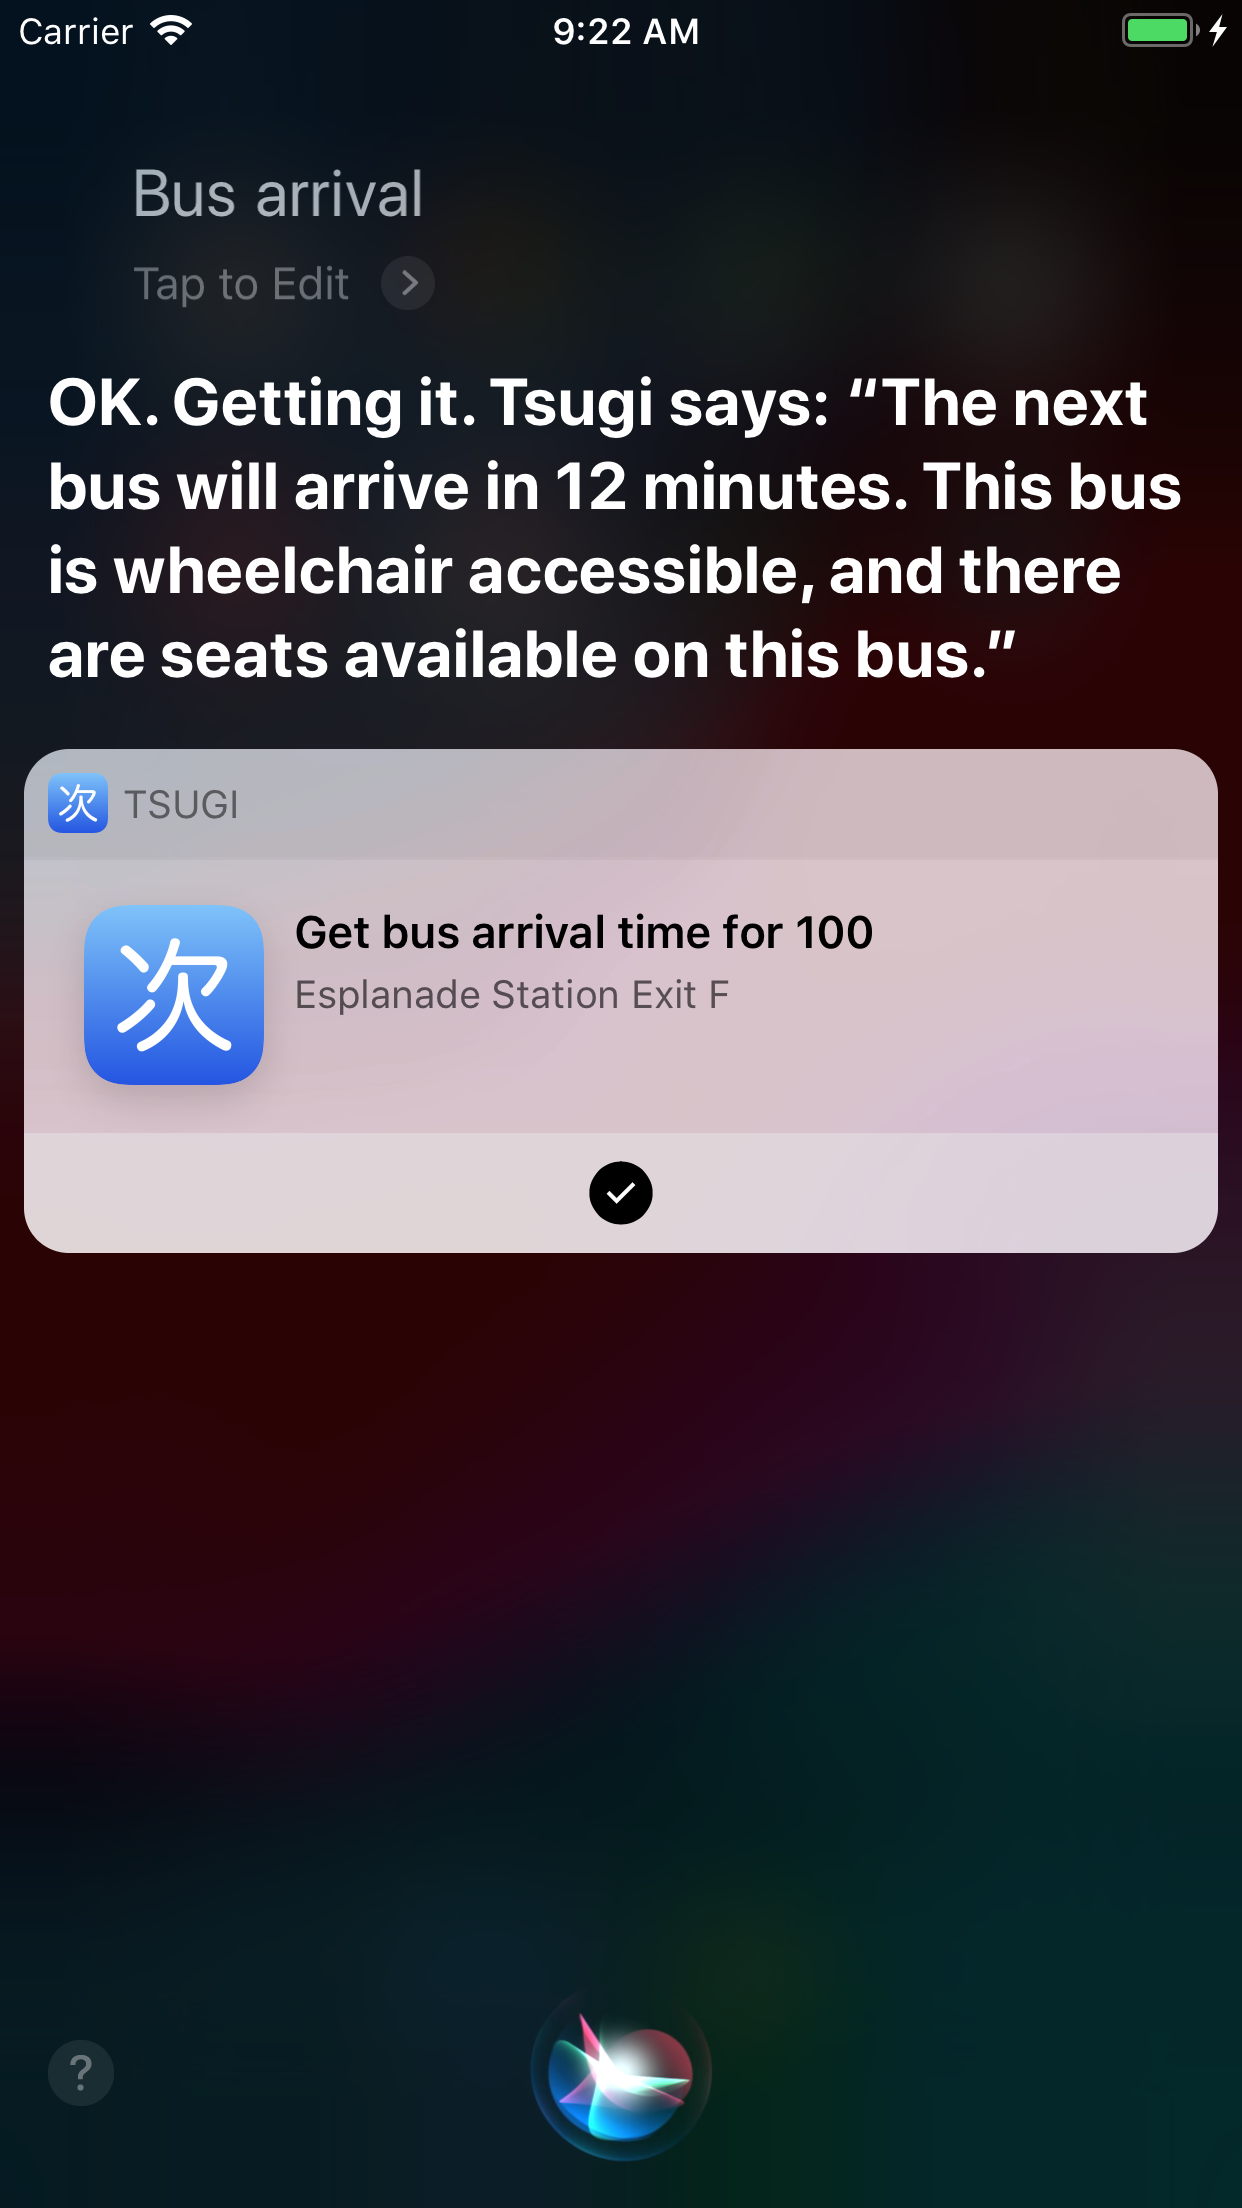 Carrier 9:22 AM
Bus arrival
Tap to Edit
OK. Getting it. Tsugi says: “The next
bus will arrive in 12 minutes. This bus
is wheelchair accessible, and there
are seats available on this bus.”
次 TSUGI
次
Get bus arrival time for 100
Esplanade Station Exit F
?